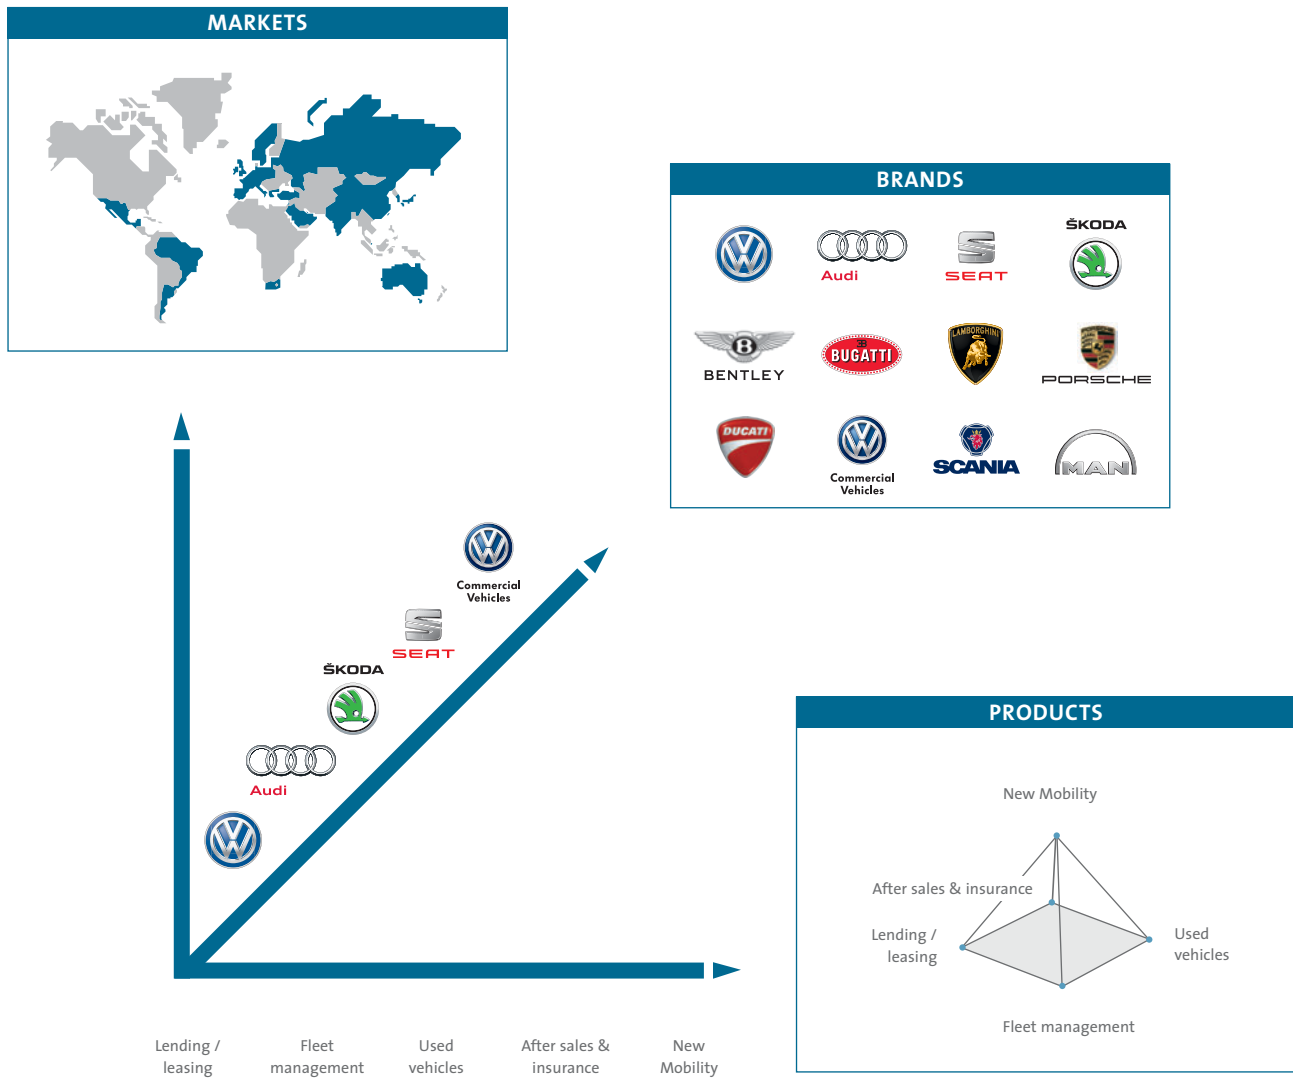 MARKETS
BRANDS
Audi
SEAT
ŠKODA
LAMBORGHINI
B
BENTLEY
BUGATTI
PORSCHE
DUCATI
Commercial
Vehicles
SCANIA
MAN
Commercial
Vehicles
SEAT
ŠKODA
Audi
PRODUCTS
New Mobility
After sales & insurance
Lending /
leasing
Used
vehicles
Fleet management
Lending /
leasing
Fleet
management
Used
vehicles
After sales &
insurance
New
Mobility